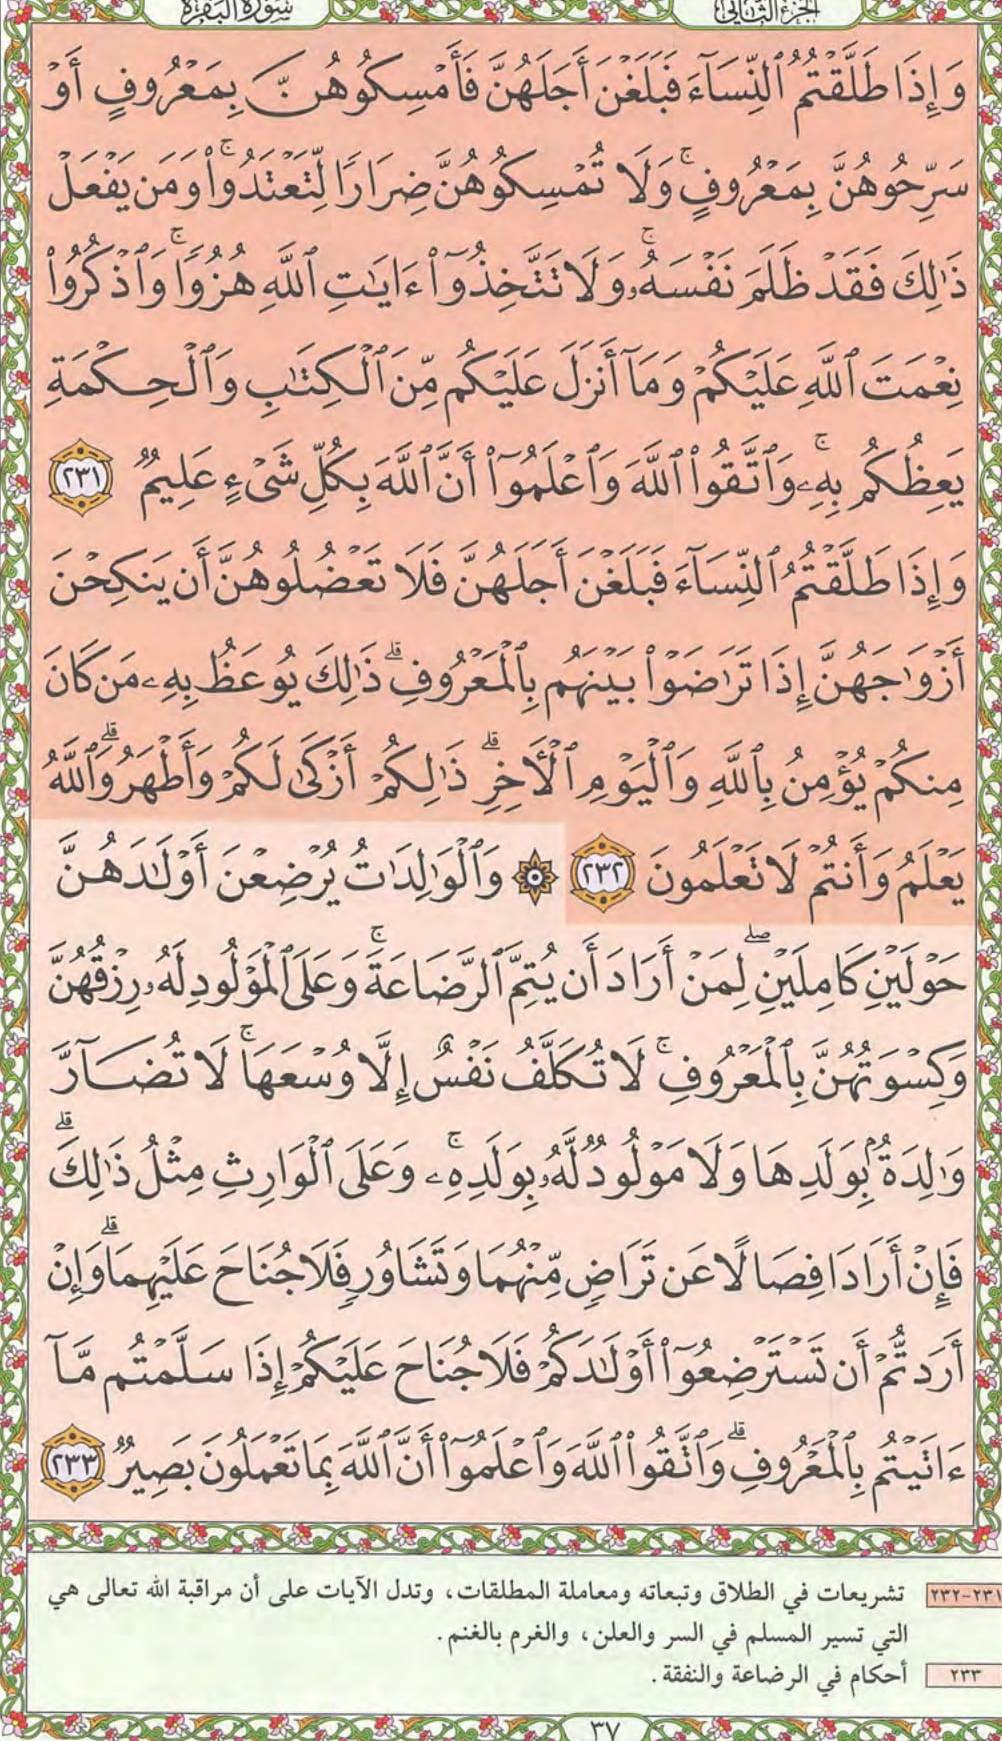 سُورَةُ البَقَرَةِ
الجُزْءُ الثَّانِي
وَإِذَا طَلَّقْتُمُ ٱلنِّسَآءَ فَبَلَغْنَ أَجَلَهُنَّ فَأَمْسِكُوهُنَّ بِمَعْرُوفٍ أَوْ
سَرِّحُوهُنَّ بِمَعْرُوفٍۚ وَلَا تُمْسِكُوهُنَّ ضِرَارًا لِّتَعْتَدُوا۟ۚ وَمَن يَفْعَلْ
ذَٰلِكَ فَقَدْ ظَلَمَ نَفْسَهُۥۚ وَلَا تَتَّخِذُوٓا۟ ءَايَٰتِ ٱللَّهِ هُزُوًاۚ وَٱذْكُرُوا۟
نِعْمَتَ ٱللَّهِ عَلَيْكُمْ وَمَآ أَنزَلَ عَلَيْكُم مِّنَ ٱلْكِتَٰبِ وَٱلْحِكْمَةِ
يَعِظُكُم بِهِۦۚ وَٱتَّقُوا۟ ٱللَّهَ وَٱعْلَمُوٓا۟ أَنَّ ٱللَّهَ بِكُلِّ شَىْءٍ عَلِيمٌ ٢٣١
وَإِذَا طَلَّقْتُمُ ٱلنِّسَآءَ فَبَلَغْنَ أَجَلَهُنَّ فَلَا تَعْضُلُوهُنَّ أَن يَنكِحْنَ
أَزْوَٰجَهُنَّ إِذَا تَرَٰضَوْا۟ بَيْنَهُم بِٱلْمَعْرُوفِۗ ذَٰلِكَ يُوعَظُ بِهِۦ مَن كَانَ
مِنكُمْ يُؤْمِنُ بِٱللَّهِ وَٱلْيَوْمِ ٱلْأَخِرِۗ ذَٰلِكُمْ أَزْكَىٰ لَكُمْ وَأَطْهَرُۗ وَٱللَّهُ
يَعْلَمُ وَأَنتُمْ لَا تَعْلَمُونَ ٢٣٢ ۞ وَٱلْوَٰلِدَٰتُ يُرْضِعْنَ أَوْلَٰدَهُنَّ
حَوْلَيْنِ كَامِلَيْنِۖ لِمَنْ أَرَادَ أَن يُتِمَّ ٱلرَّضَاعَةَۚ وَعَلَى ٱلْمَوْلُودِ لَهُۥ رِزْقُهُنَّ
وَكِسْوَتُهُنَّ بِٱلْمَعْرُوفِۚ لَا تُكَلَّفُ نَفْسٌ إِلَّا وُسْعَهَاۚ لَا تُضَآرَّ
وَٰلِدَةٌۢ بِوَلَدِهَا وَلَا مَوْلُودٌ لَّهُۥ بِوَلَدِهِۦۚ وَعَلَى ٱلْوَارِثِ مِثْلُ ذَٰلِكَۗ
فَإِنْ أَرَادَا فِصَالًا عَن تَرَاضٍ مِّنْهُمَا وَتَشَاوُرٍ فَلَا جُنَاحَ عَلَيْهِمَاۗ وَإِنْ
أَرَدتُّمْ أَن تَسْتَرْضِعُوٓا۟ أَوْلَٰدَكُمْ فَلَا جُنَاحَ عَلَيْكُمْ إِذَا سَلَّمْتُم مَّآ
ءَاتَيْتُم بِٱلْمَعْرُوفِۗ وَٱتَّقُوا۟ ٱللَّهَ وَٱعْلَمُوٓا۟ أَنَّ ٱللَّهَ بِمَا تَعْمَلُونَ بَصِيرٌ ٢٣٣
٢٣١-٢٣٢ تشريعات في الطلاق وتبعاته ومعاملة المطلقات، وتدل الآيات على أن مراقبة الله تعالى هي
التي تسير المسلم في السر والعلن، والغرم بالغنم.
٢٣٣ أحكام في الرضاعة والنفقة.
٣٧